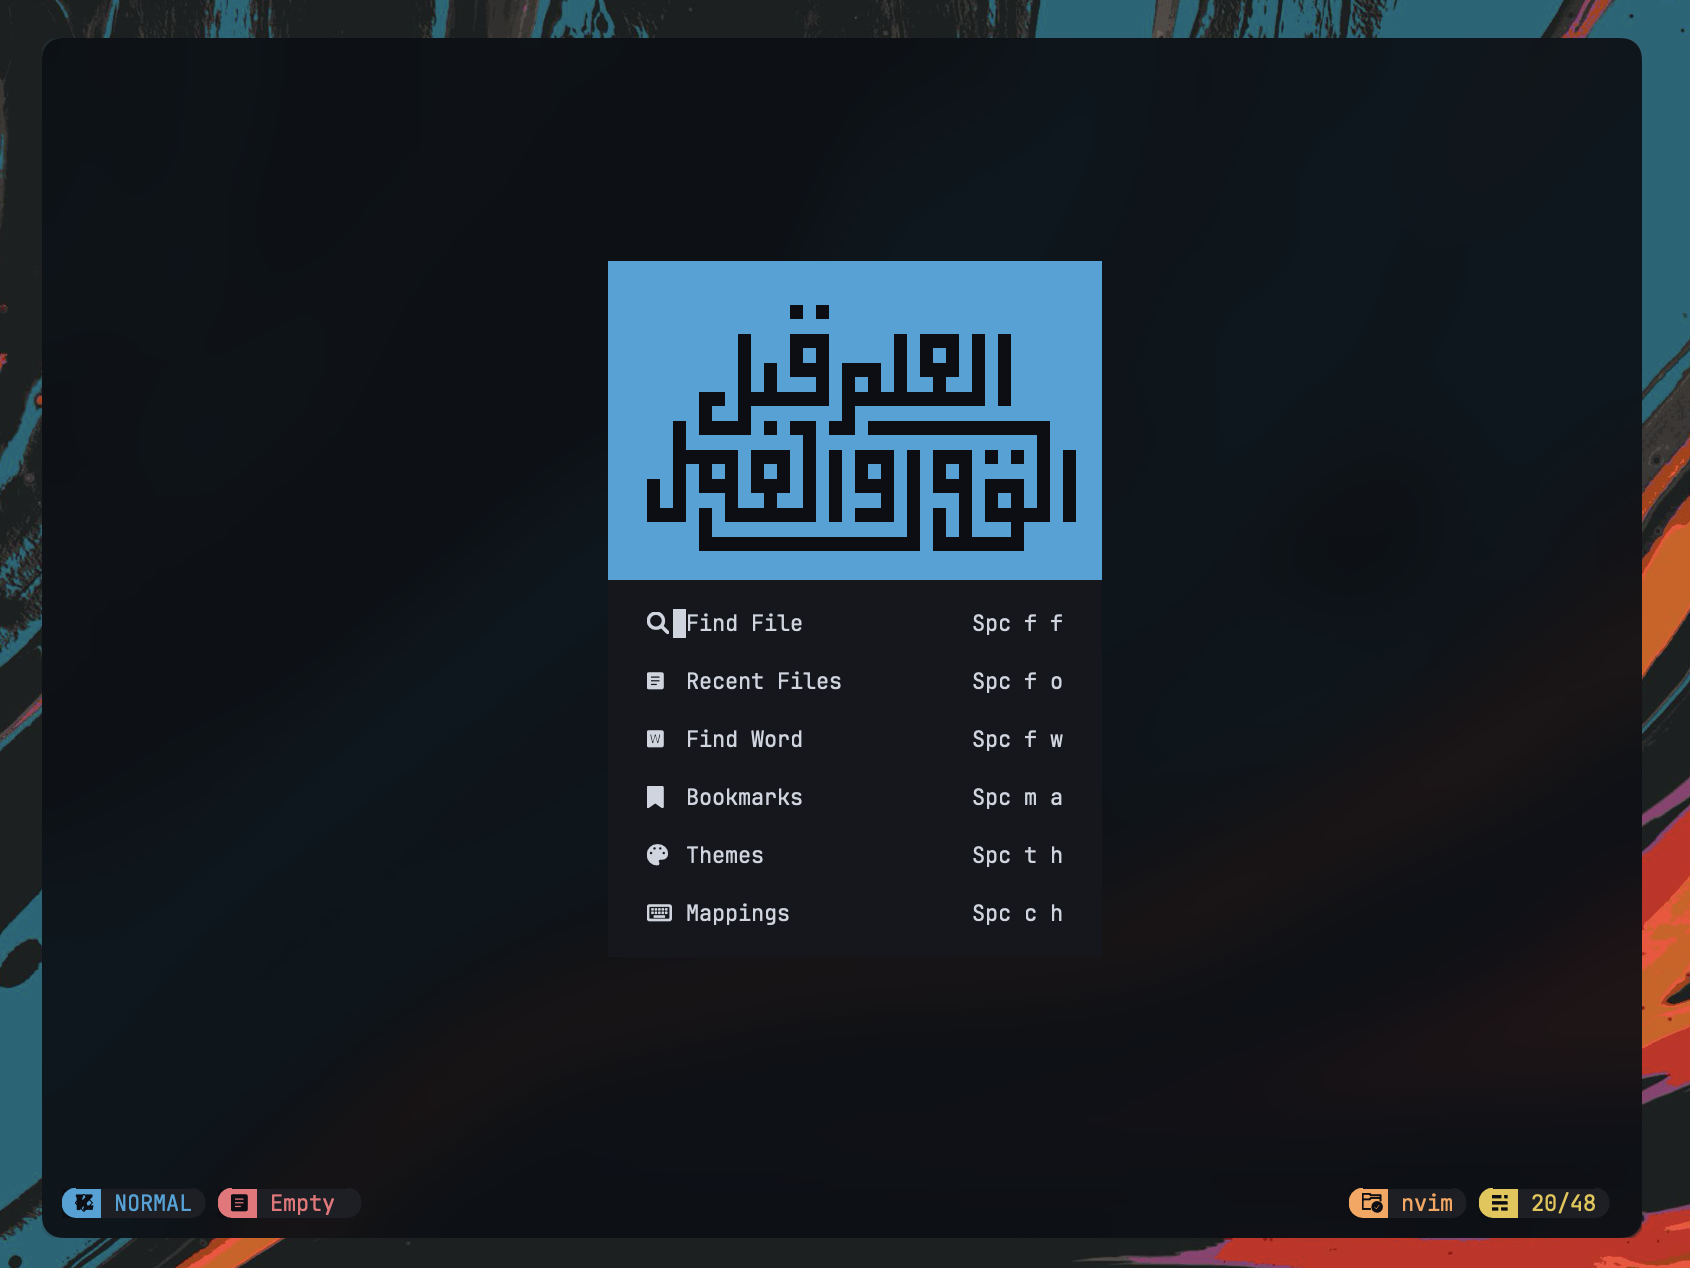 العلم قبل
القول والعمل
Find File Spc f f
Recent Files Spc f o
Find Word Spc f w
Bookmarks Spc m a
Themes Spc t h
Mappings Spc c h
NORMAL Empty nvim 20/48